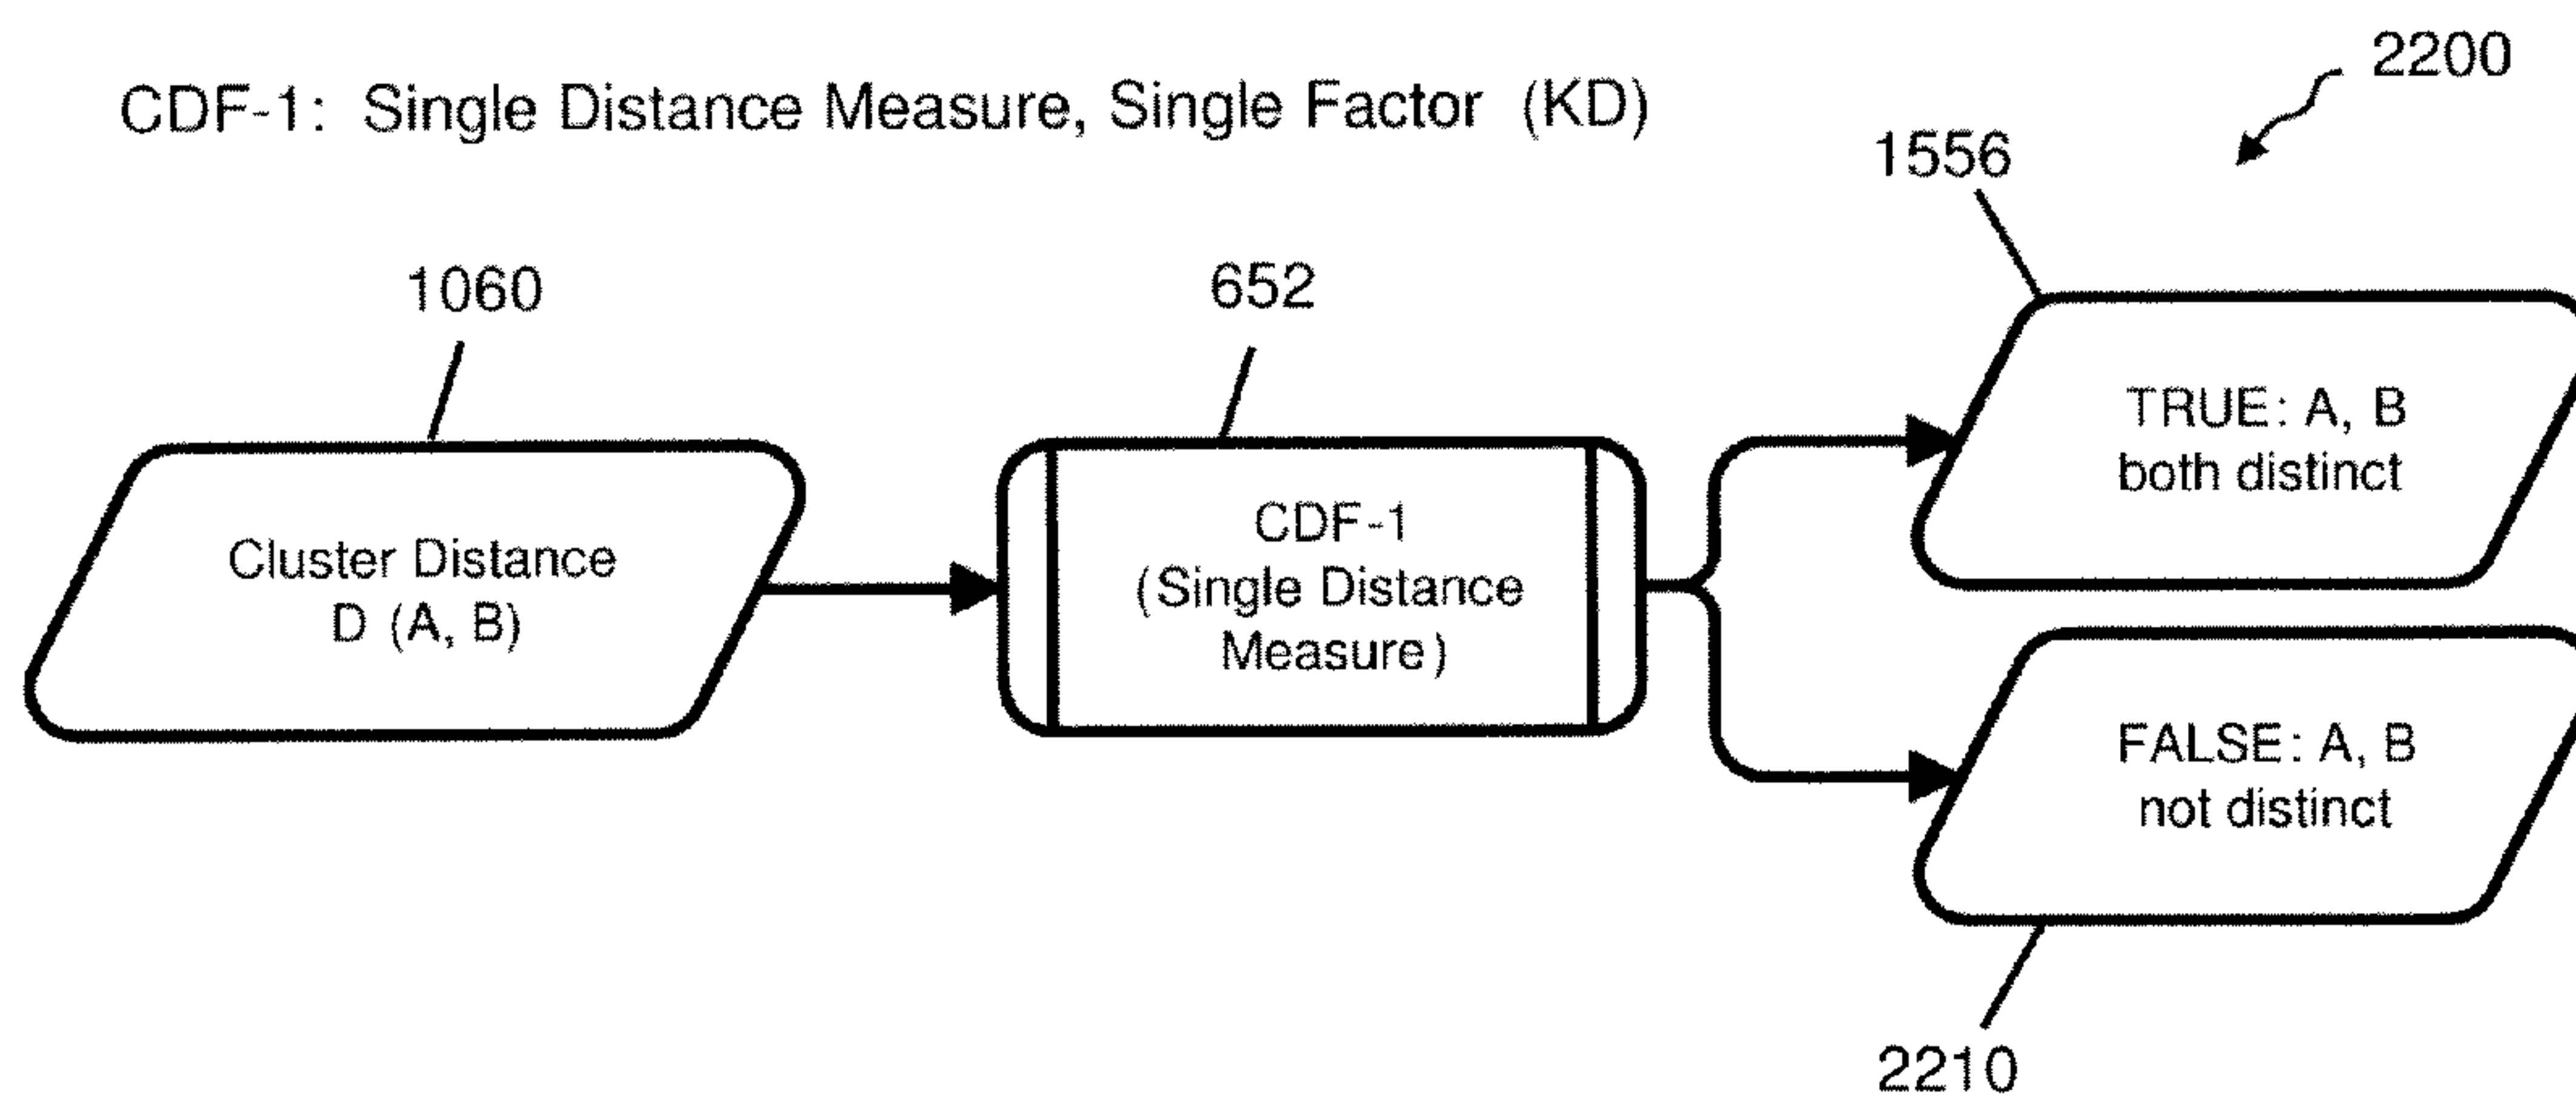 2200
CDF-1: Single Distance Measure, Single Factor (KD)
1556
1060
652
Cluster Distance
D (A, B)
CDF-1
(Single Distance
Measure)
TRUE: A, B
both distinct
FALSE: A, B
not distinct
2210